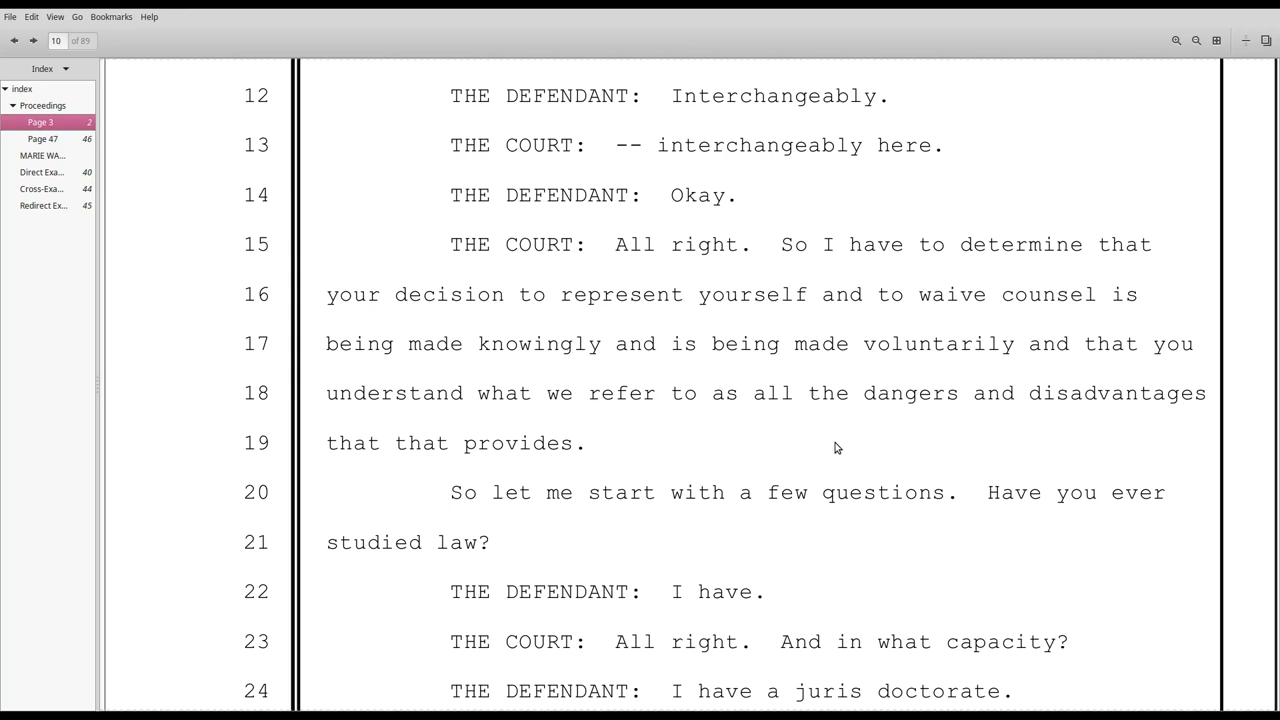 File Edit View Go Bookmarks Help
10 of 89
Index
index
Proceedings
Page 3 2
Page 47 46
MARIE WA...
Direct Exa... 40
Cross-Exa... 44
Redirect Ex... 45
12 THE DEFENDANT: Interchangeably.
13 THE COURT: -- interchangeably here.
14 THE DEFENDANT: Okay.
15 THE COURT: All right. So I have to determine that
16 your decision to represent yourself and to waive counsel is
17 being made knowingly and is being made voluntarily and that you
18 understand what we refer to as all the dangers and disadvantages
19 that that provides.
20 So let me start with a few questions. Have you ever
21 studied law?
22 THE DEFENDANT: I have.
23 THE COURT: All right. And in what capacity?
24 THE DEFENDANT: I have a juris doctorate.